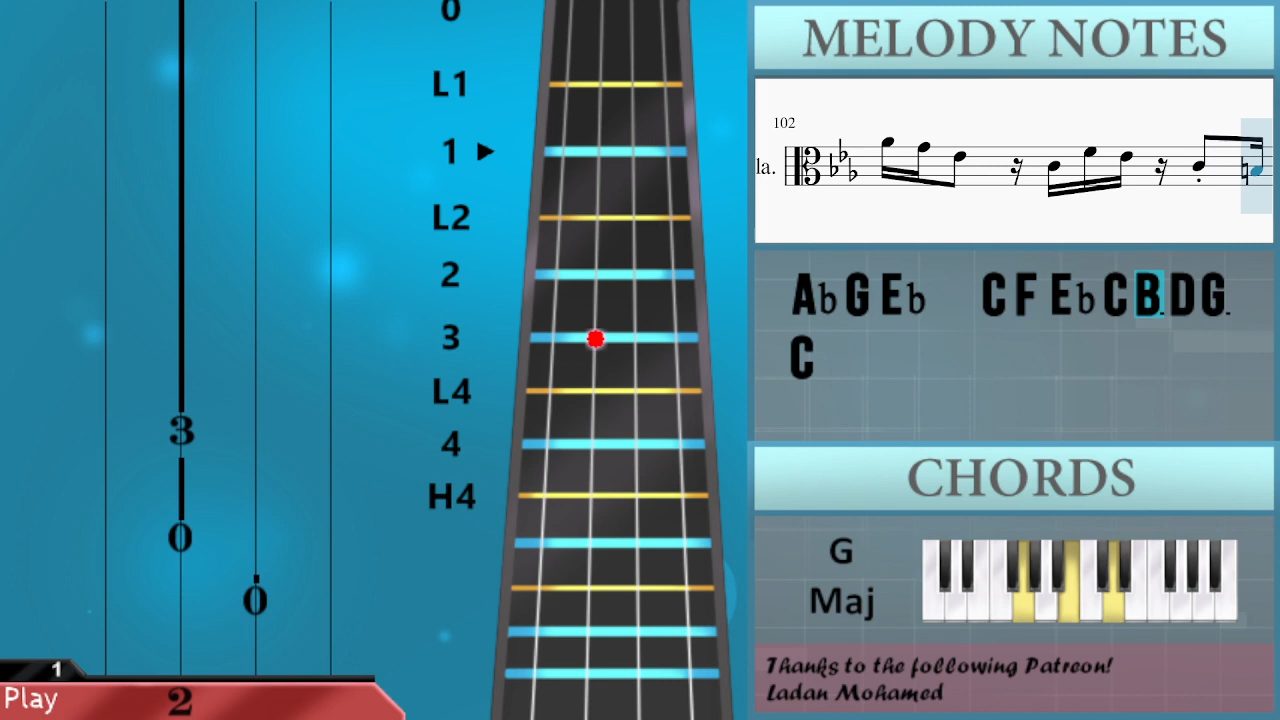 0
L1
1
L2
2
3
L4
4
H4
3
0
0
1
Play
2
MELODY NOTES
102
la.
Ab G Eb C F Eb C B. D G.
C
CHORDS
G
Maj
Thanks to the following Patreon!
Ladan Mohamed